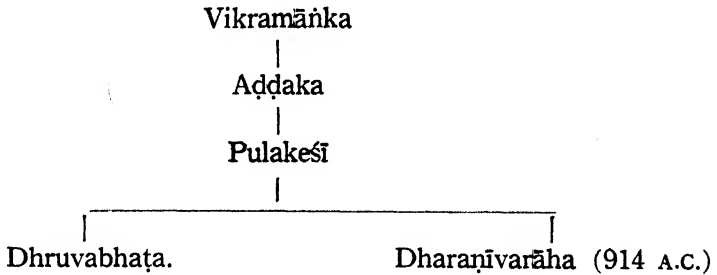 Vikramāṅka
Aḍḍaka
Pulakeśī
Dhruvabhaṭa. Dharaṇīvarāha (914 A.C.)